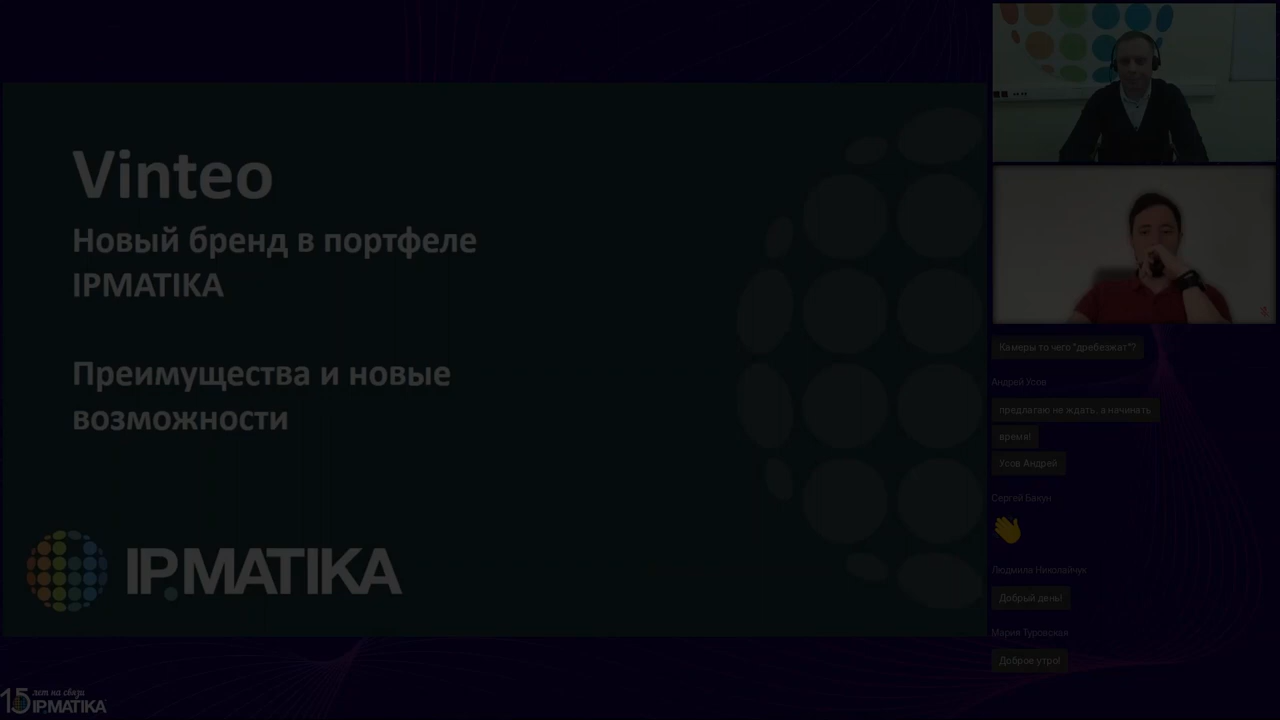 Vinteo
Новый бренд в портфеле
IPMATIKA
Преимущества и новые
возможности
IPMATIKA
Камеры то чего "дребезжат"?
Андрей Усов
предлагаю не ждать, а начинать
время!
Усов Андрей
Сергей Бакун
Людмила Николайчук
Добрый день!
Мария Туровская
Доброе утро!
15 лет на связи
IPMATIKA